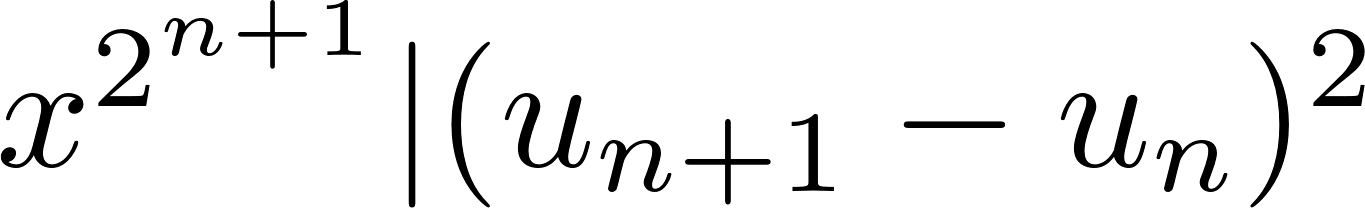 x^{2^{n+1}} |(u_{n+1} − u_n)^2